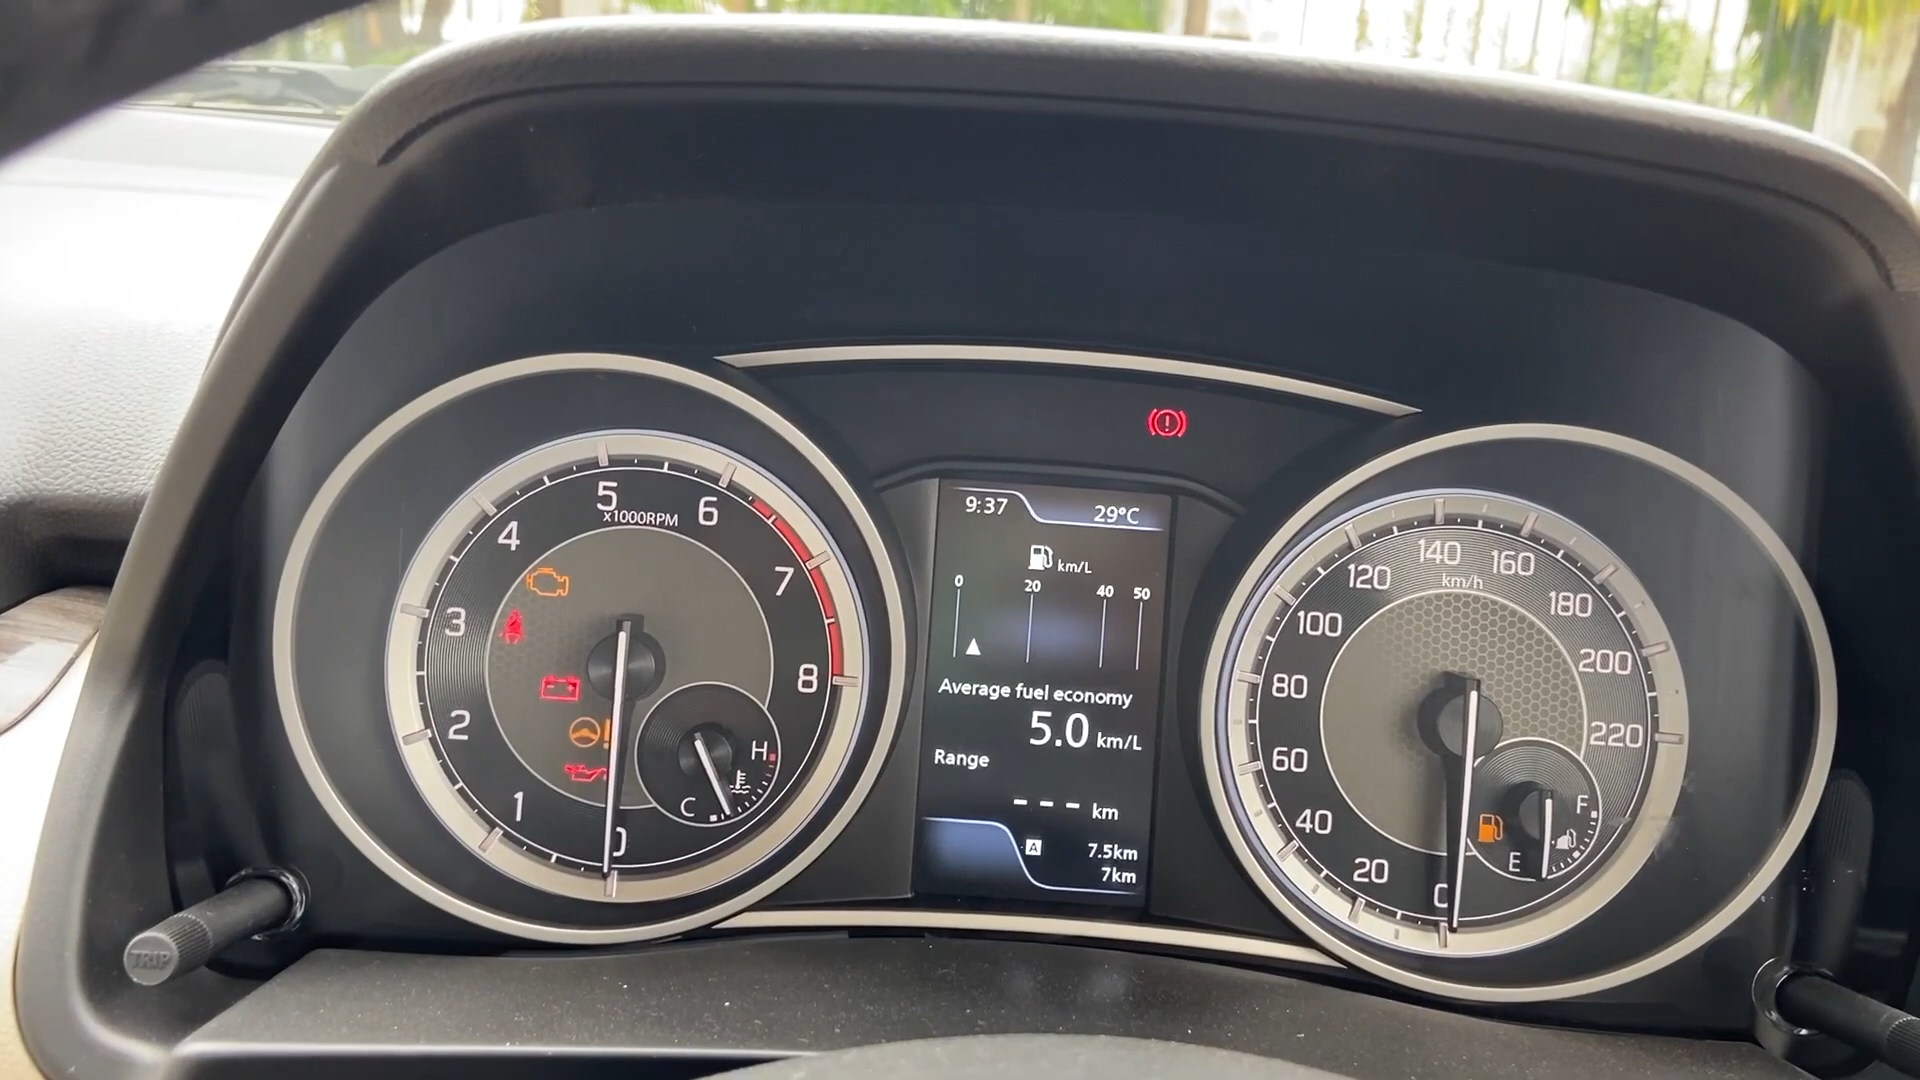 5
x1000RPM
6
4
7
3
8
2
1
0
H
C
TRIP
9:37
29°C
km/L
0 20 40 50
Average fuel economy
5.0 km/L
Range
--- km
A 7.5km
7km
140
160
km/h
120
180
100
200
80
220
60
40
20
0
F
E